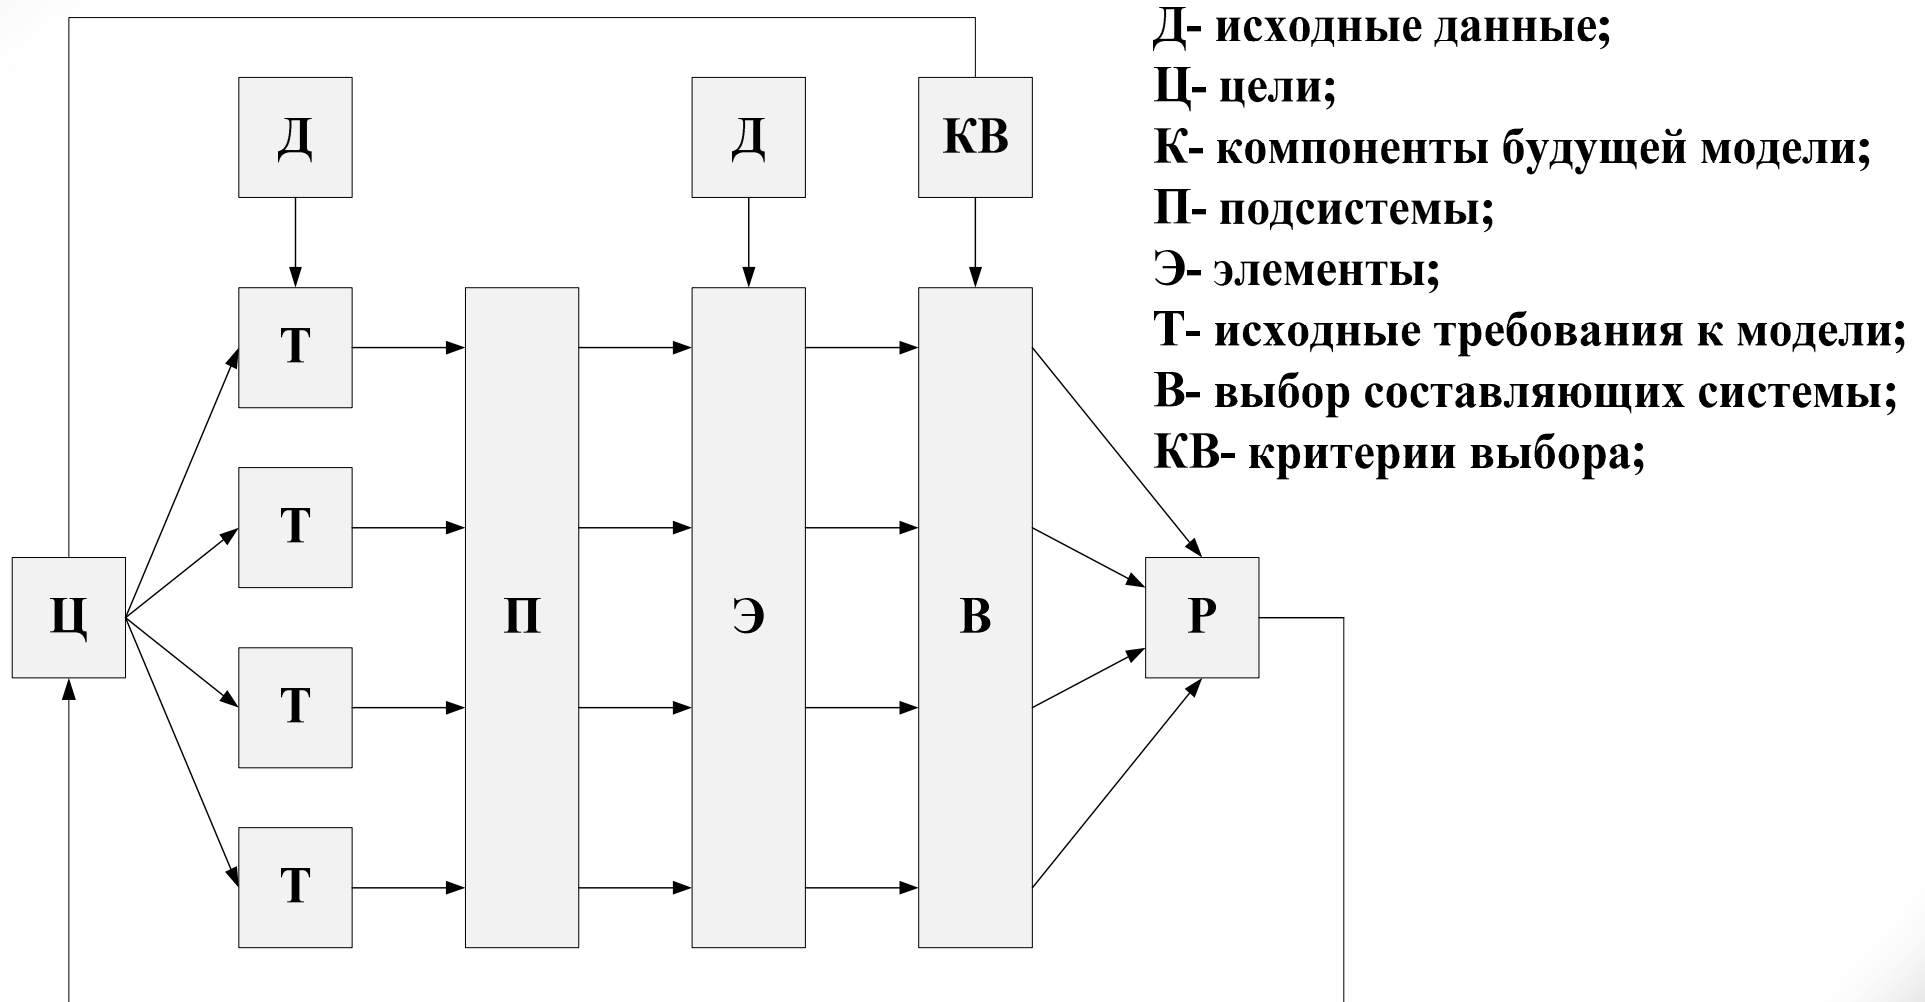 Д- исходные данные;
Ц- цели;
К- компоненты будущей модели;
П- подсистемы;
Э- элементы;
Т- исходные требования к модели;
В- выбор составляющих системы;
КВ- критерии выбора;
Д
Д
КВ
Т
Т
Ц
П
Э
В
Р
Т
Т